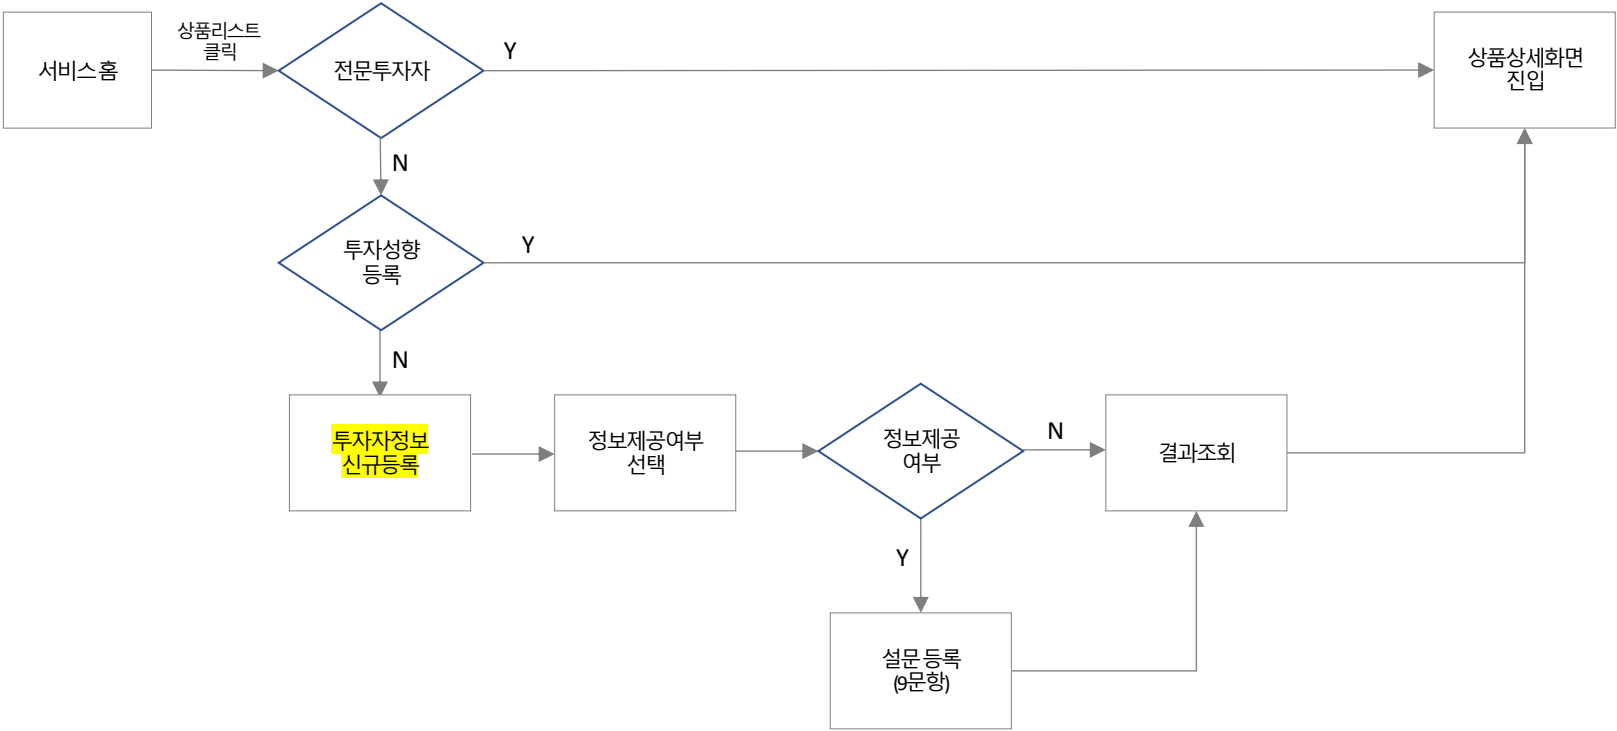 서비스 홈
상품리스트
클릭
전문투자자
Y
상품상세화면
진입
N
투자성향
등록
Y
N
투자자정보
신규등록
정보제공여부
선택
정보제공
여부
N
결과조회
Y
설문 등록
(9문항)